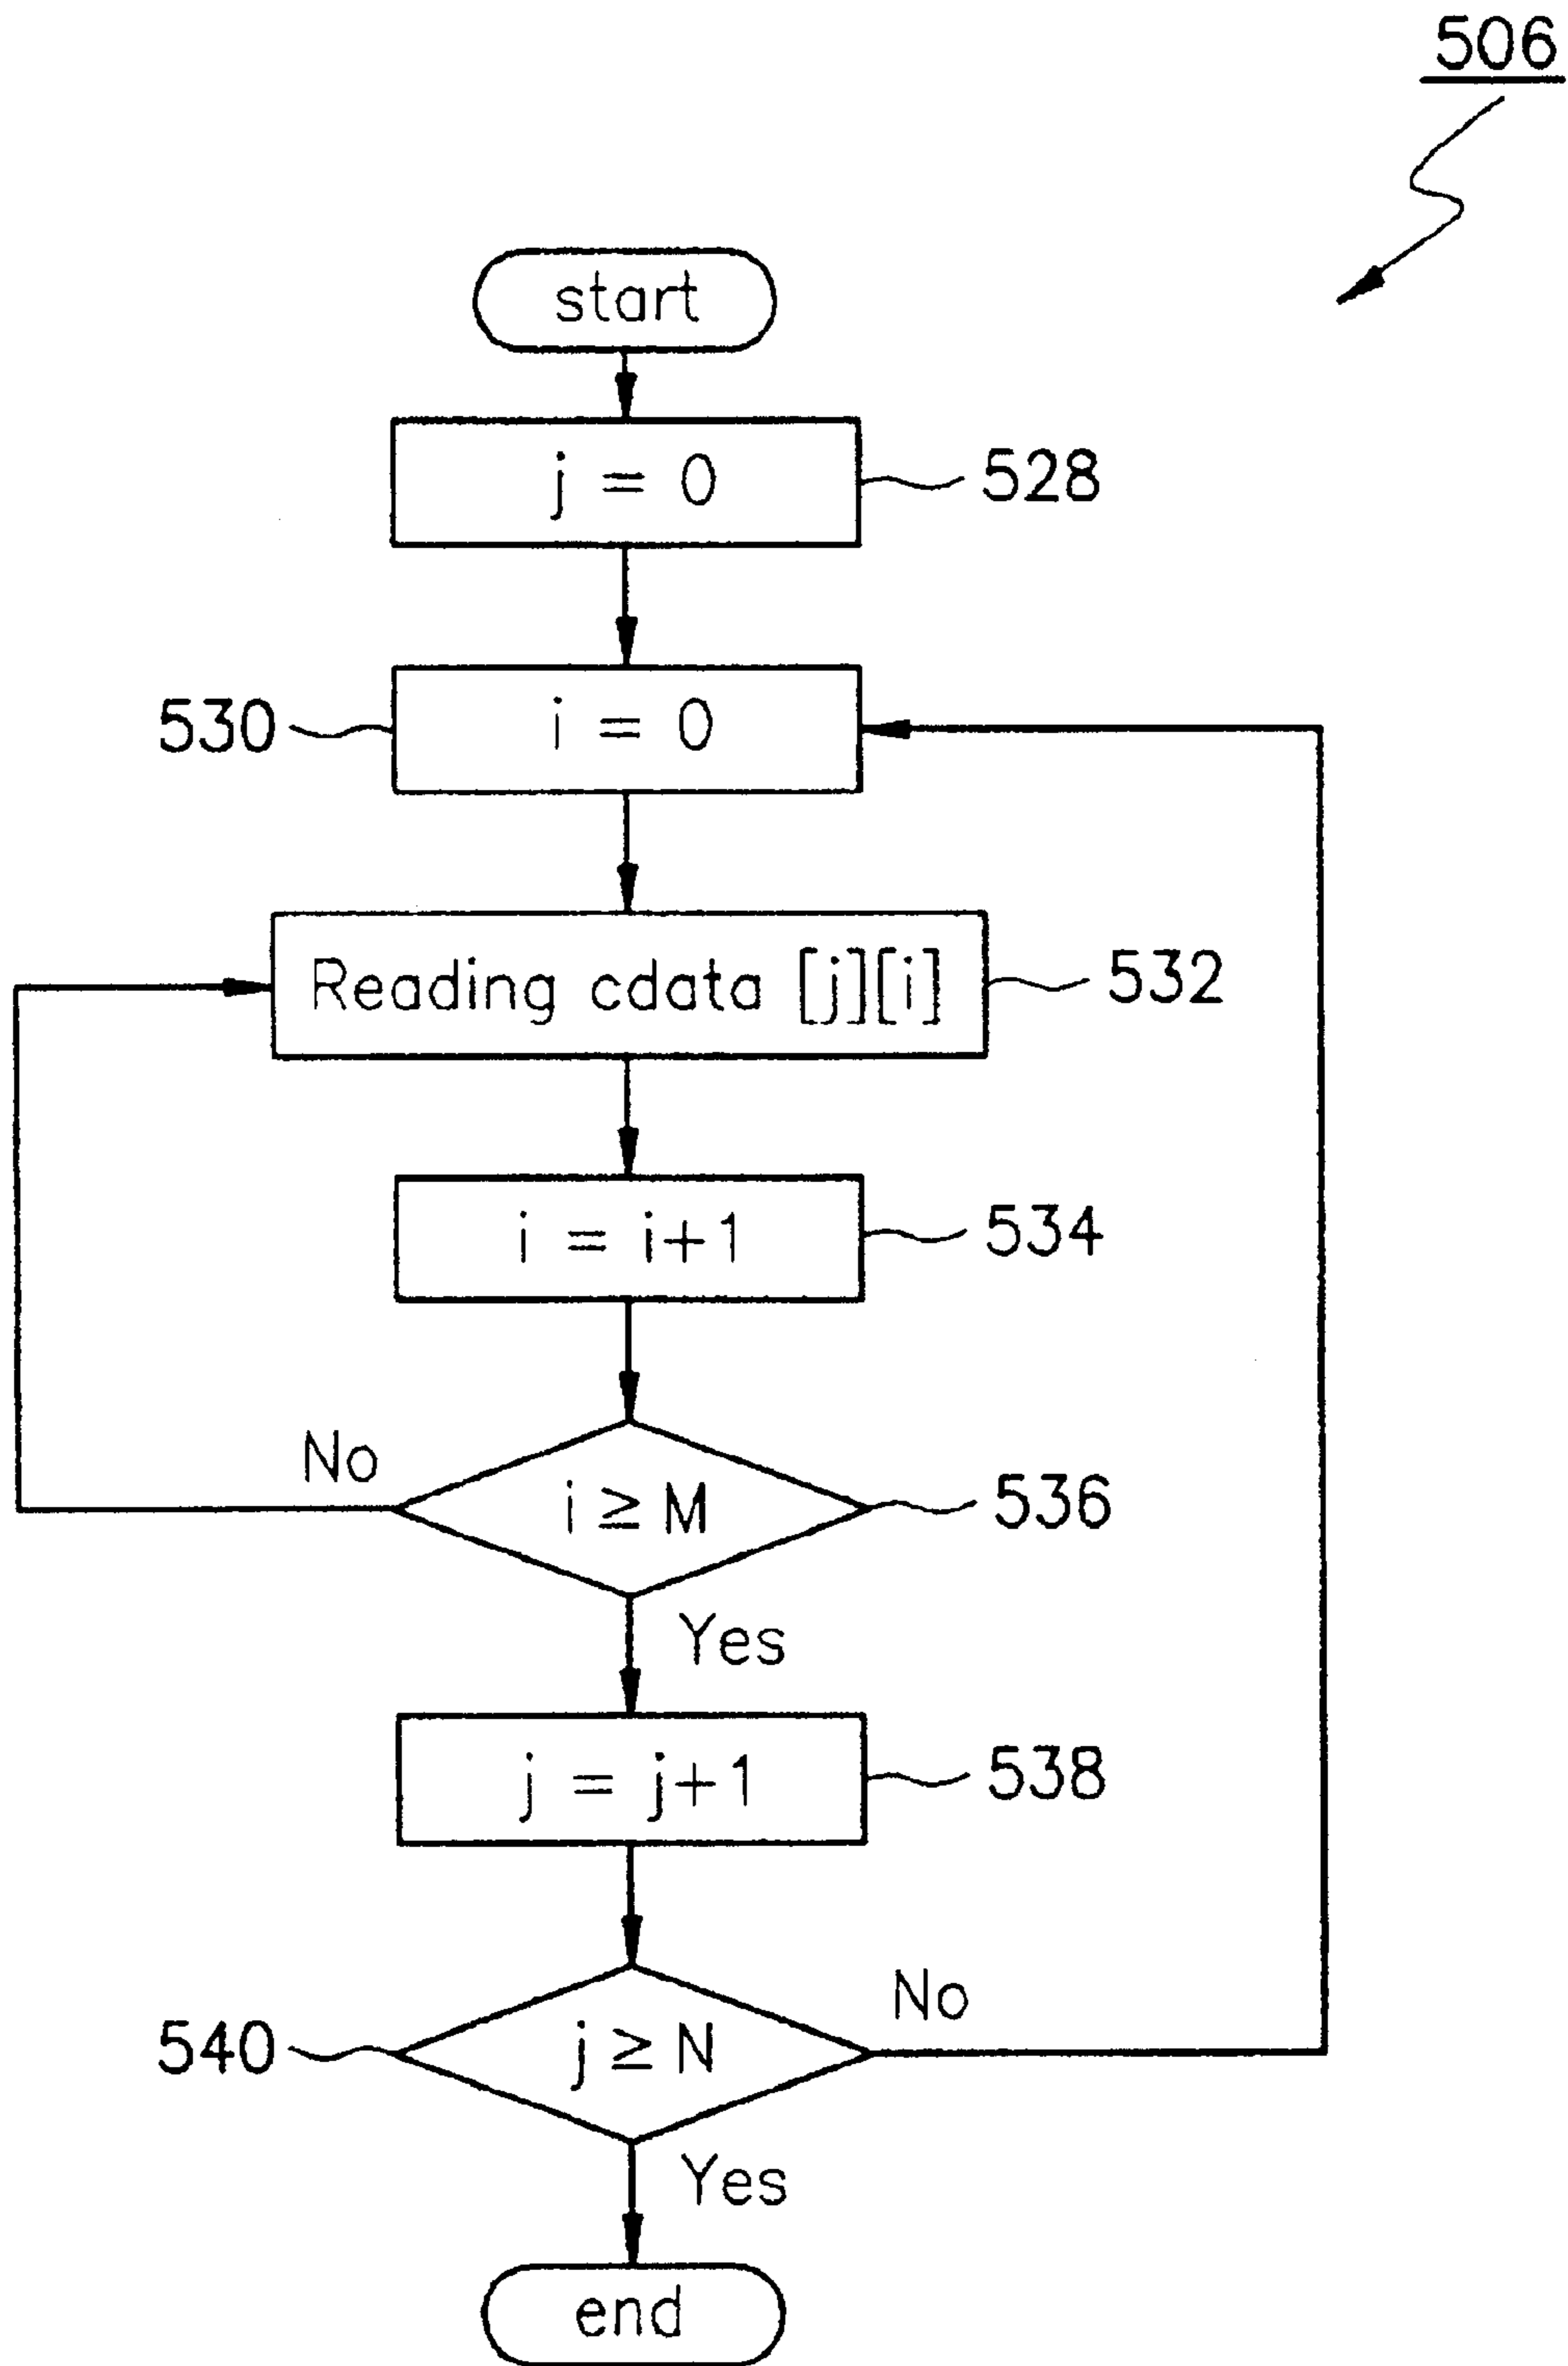 506
start
j = 0
528
530
i = 0
Reading cdata [j][i]
532
i = i+1
534
No
i ≥ M
536
Yes
j = j+1
538
No
540
j ≥ N
Yes
end